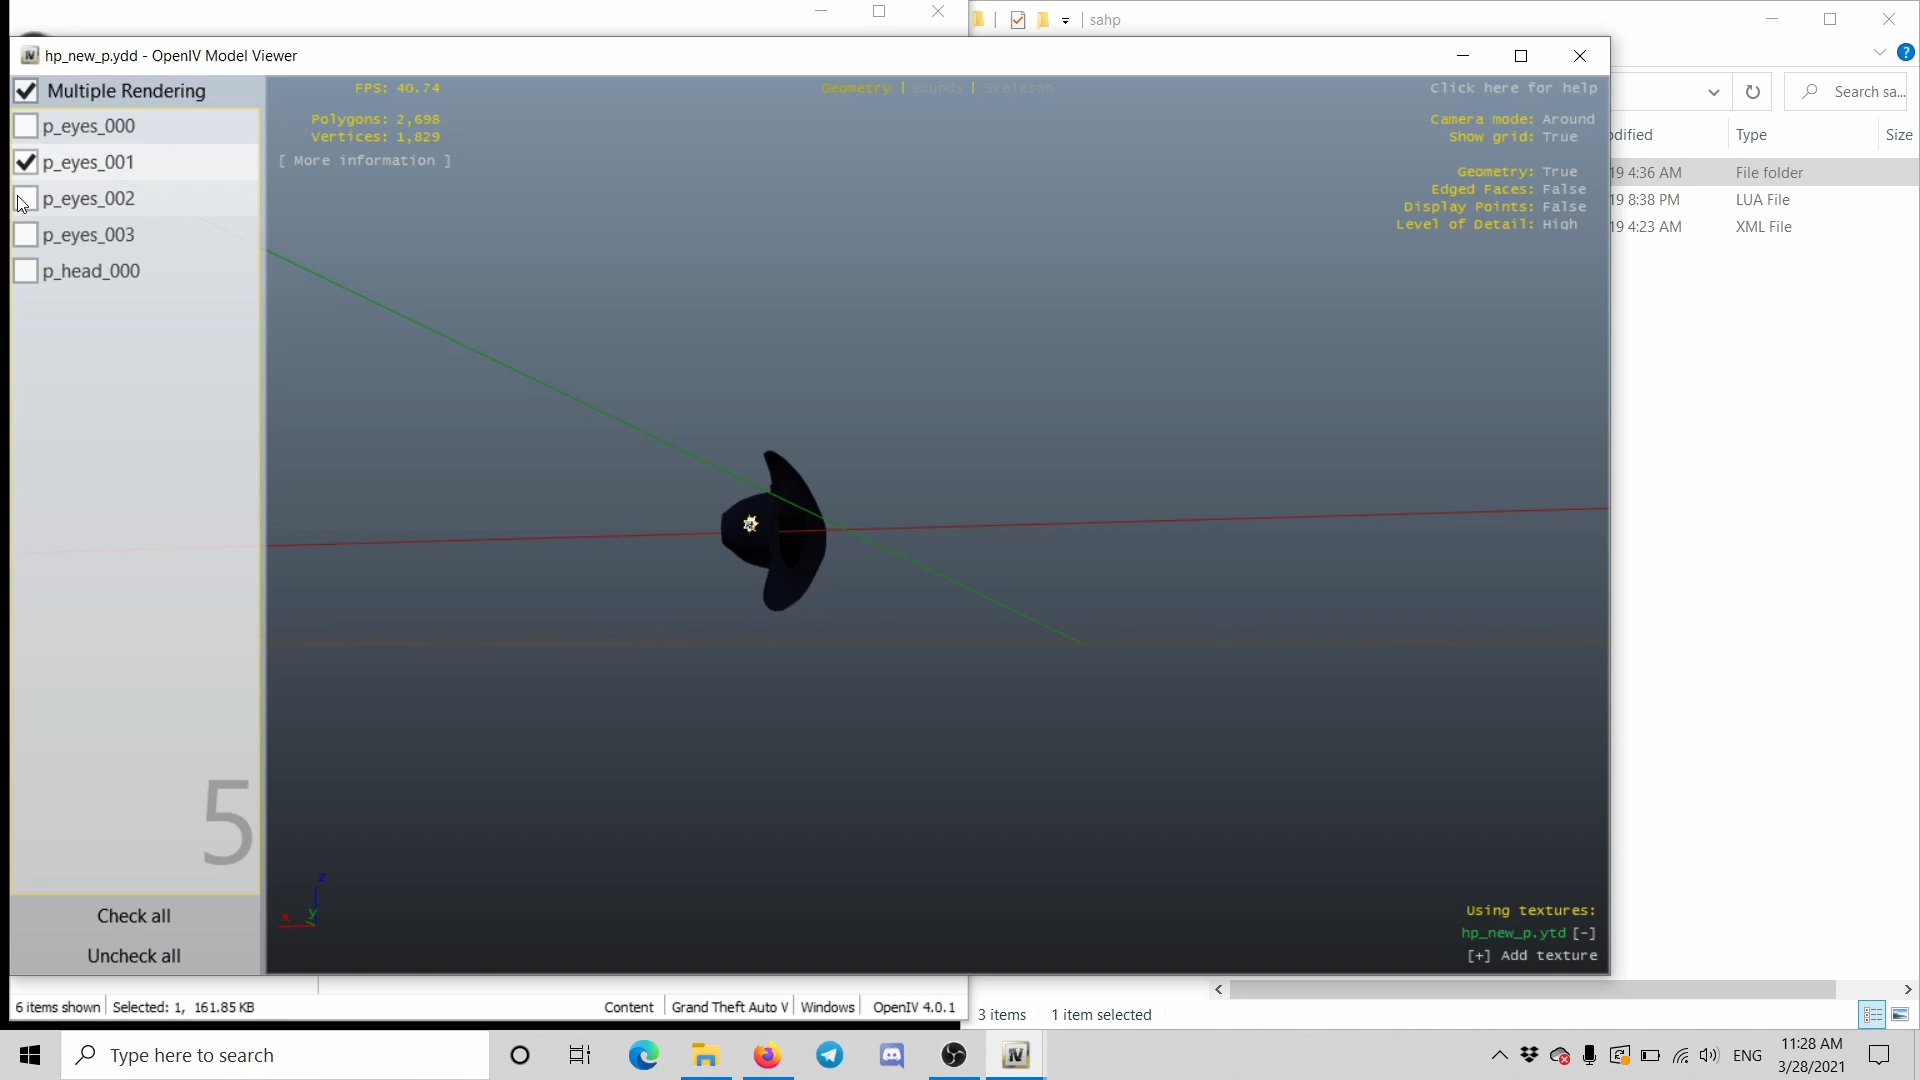 sahp
hp_new_p.ydd - OpenIV Model Viewer
Multiple Rendering
p_eyes_000
p_eyes_001
p_eyes_002
p_eyes_003
p_head_000
5
Check all
Uncheck all
FPS: 40.74
Polygons: 2,698
Vertices: 1,829
[ More information ]
Geometry | Bounds | Skeleton
Click here for help
Camera mode: Around
Show grid: True
Geometry: True
Edged Faces: False
Display Points: False
Level of Detail: High
z
x y
Using textures:
hp_new_p.ytd [-]
[+] Add texture
Search sa...
dified Type Size
19 4:36 AM File folder
19 8:38 PM LUA File
19 4:23 AM XML File
6 items shown Selected: 1, 161.85 KB Content Grand Theft Auto V Windows OpenIV 4.0.1
3 items 1 item selected
Type here to search
ENG
11:28 AM
3/28/2021